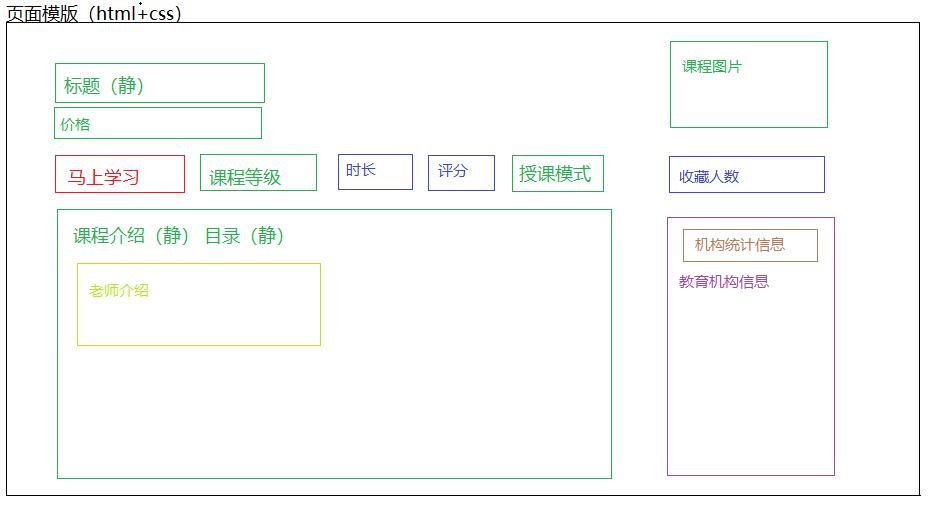 页面模版（html+css）
标题（静）
课程图片
价格
马上学习
课程等级
时长
评分
授课模式
收藏人数
课程介绍（静） 目录（静）
机构统计信息
教育机构信息
老师介绍